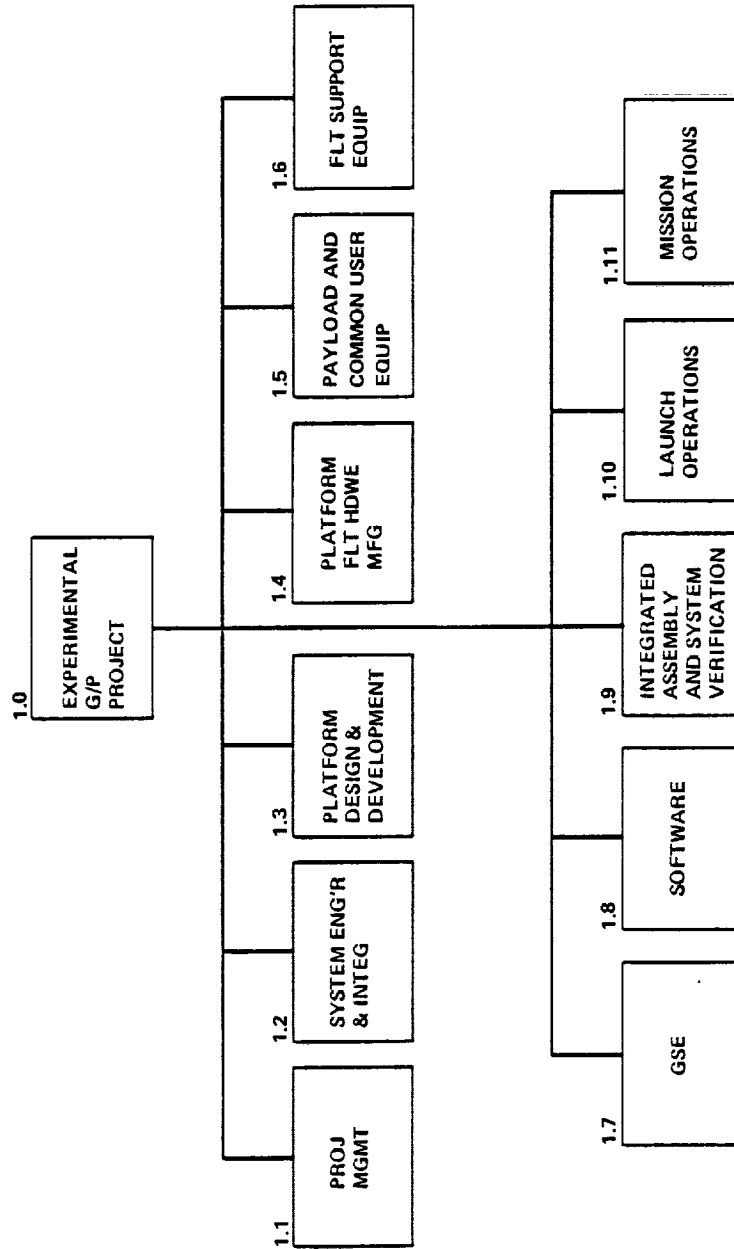 1.0
EXPERIMENTAL
G/P
PROJECT
1.1
PROJ
MGMT
1.2
SYSTEM ENG'R
& INTEG
1.3
PLATFORM
DESIGN &
DEVELOPMENT
1.4
PLATFORM
FLT HDWE
MFG
1.5
PAYLOAD AND
COMMON USER
EQUIP
1.6
FLT SUPPORT
EQUIP
1.7
GSE
1.8
SOFTWARE
1.9
INTEGRATED
ASSEMBLY
AND SYSTEM
VERIFICATION
1.10
LAUNCH
OPERATIONS
1.11
MISSION
OPERATIONS